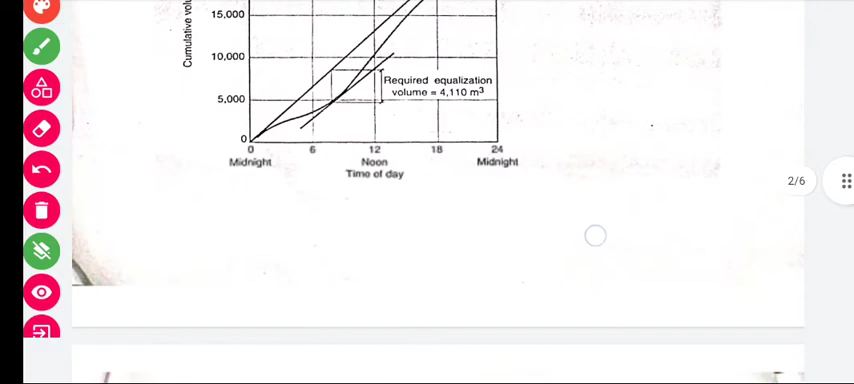 Cumulative
15,000
10,000
5,000
0
Required equalization
volume = 4,110 m³
0 6 12 18 24
Midnight Noon Midnight
Time of day
2/6